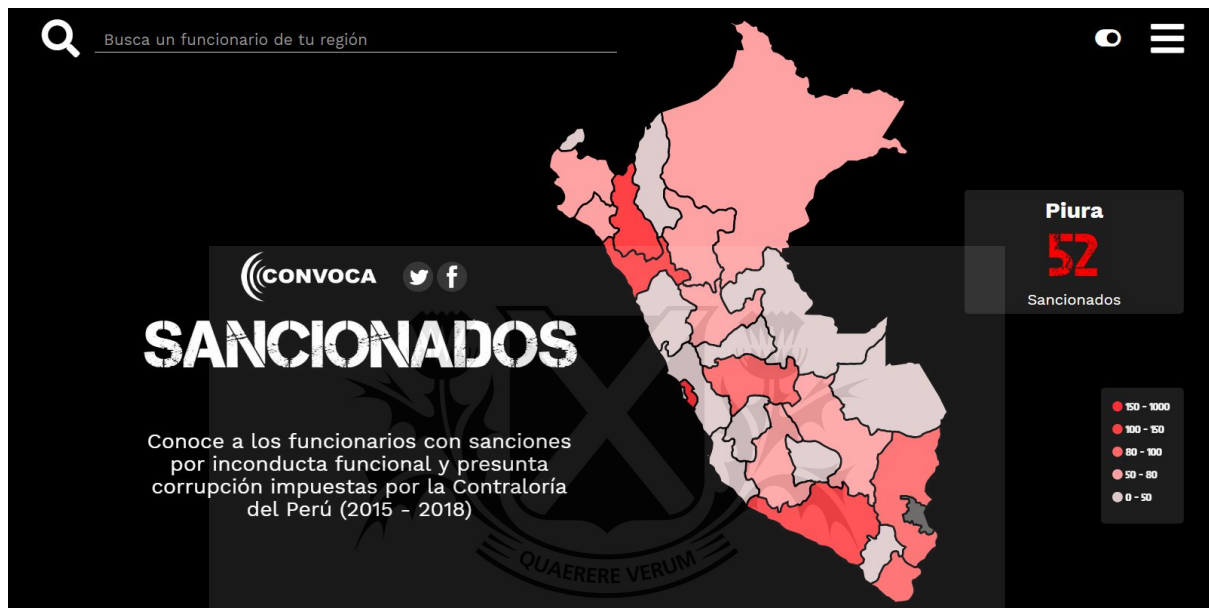 Busca un funcionario de tu región
Piura
52
Sancionados
CONVOCA
SANCIONADOS
Conoce a los funcionarios con sanciones
por inconducta funcional y presunta
corrupción impuestas por la Contraloría
del Perú (2015 - 2018)
150 - 1000
100 - 150
80 - 100
50 - 80
0 - 50
QUAERERE VERUM